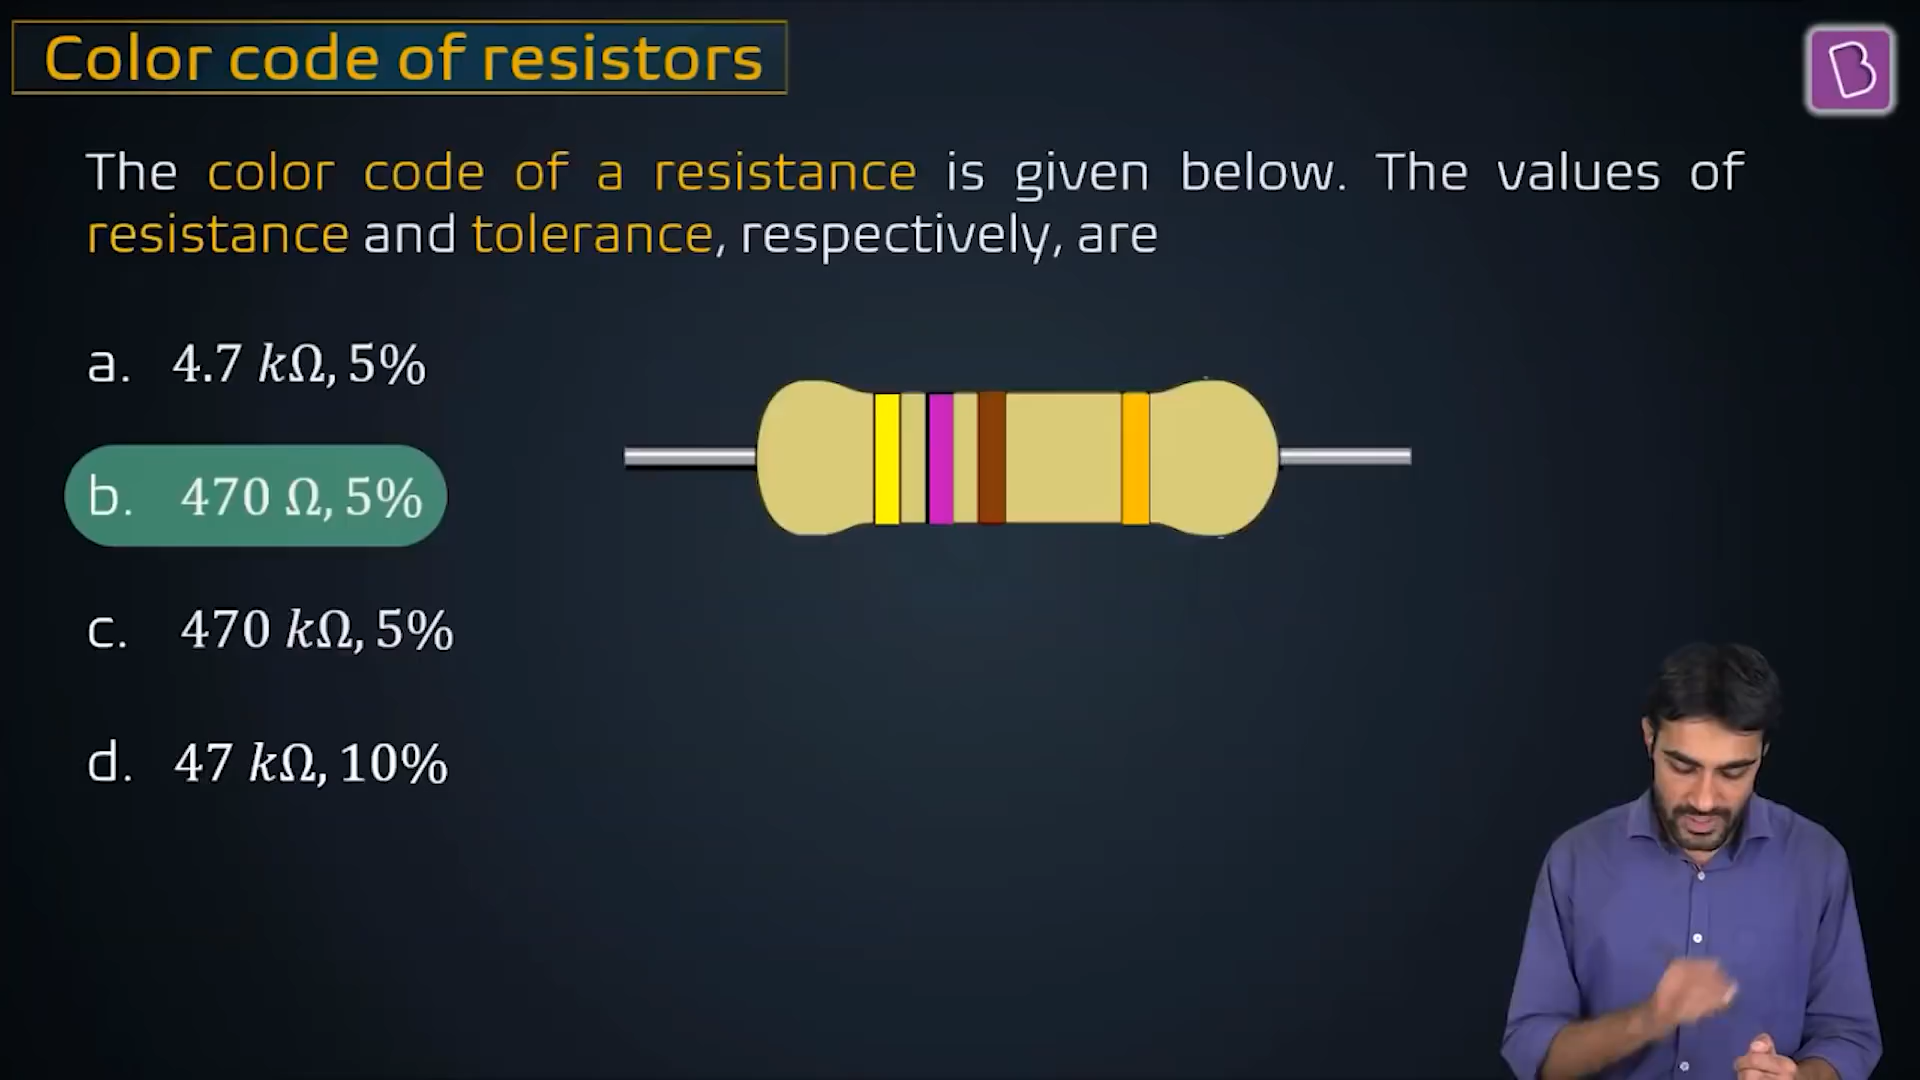 Color code of resistors
B
The color code of a resistance is given below. The values of
resistance and tolerance, respectively, are
a. 4.7 kΩ, 5%
b. 470 Ω, 5%
c. 470 kΩ, 5%
d. 47 kΩ, 10%